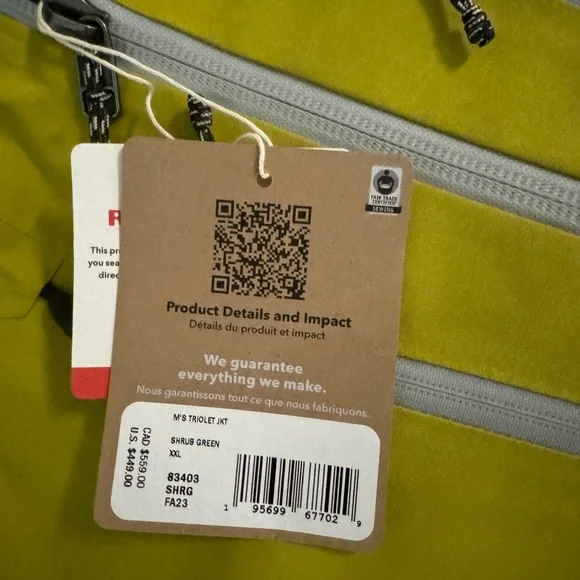 FAIR TRADE
CERTIFIED
SEWING
This
you
direc
Product Details and Impact
Détails du produit et impact
We guarantee
everything we make.
Nous garantissons tout ce que nous fabriquons.
M'S TRIOLET JKT
SHRUB GREEN
XXL
83403
SHRG
FA23
CAD $559.00
U.S. $449.00
1 95699 67702 9